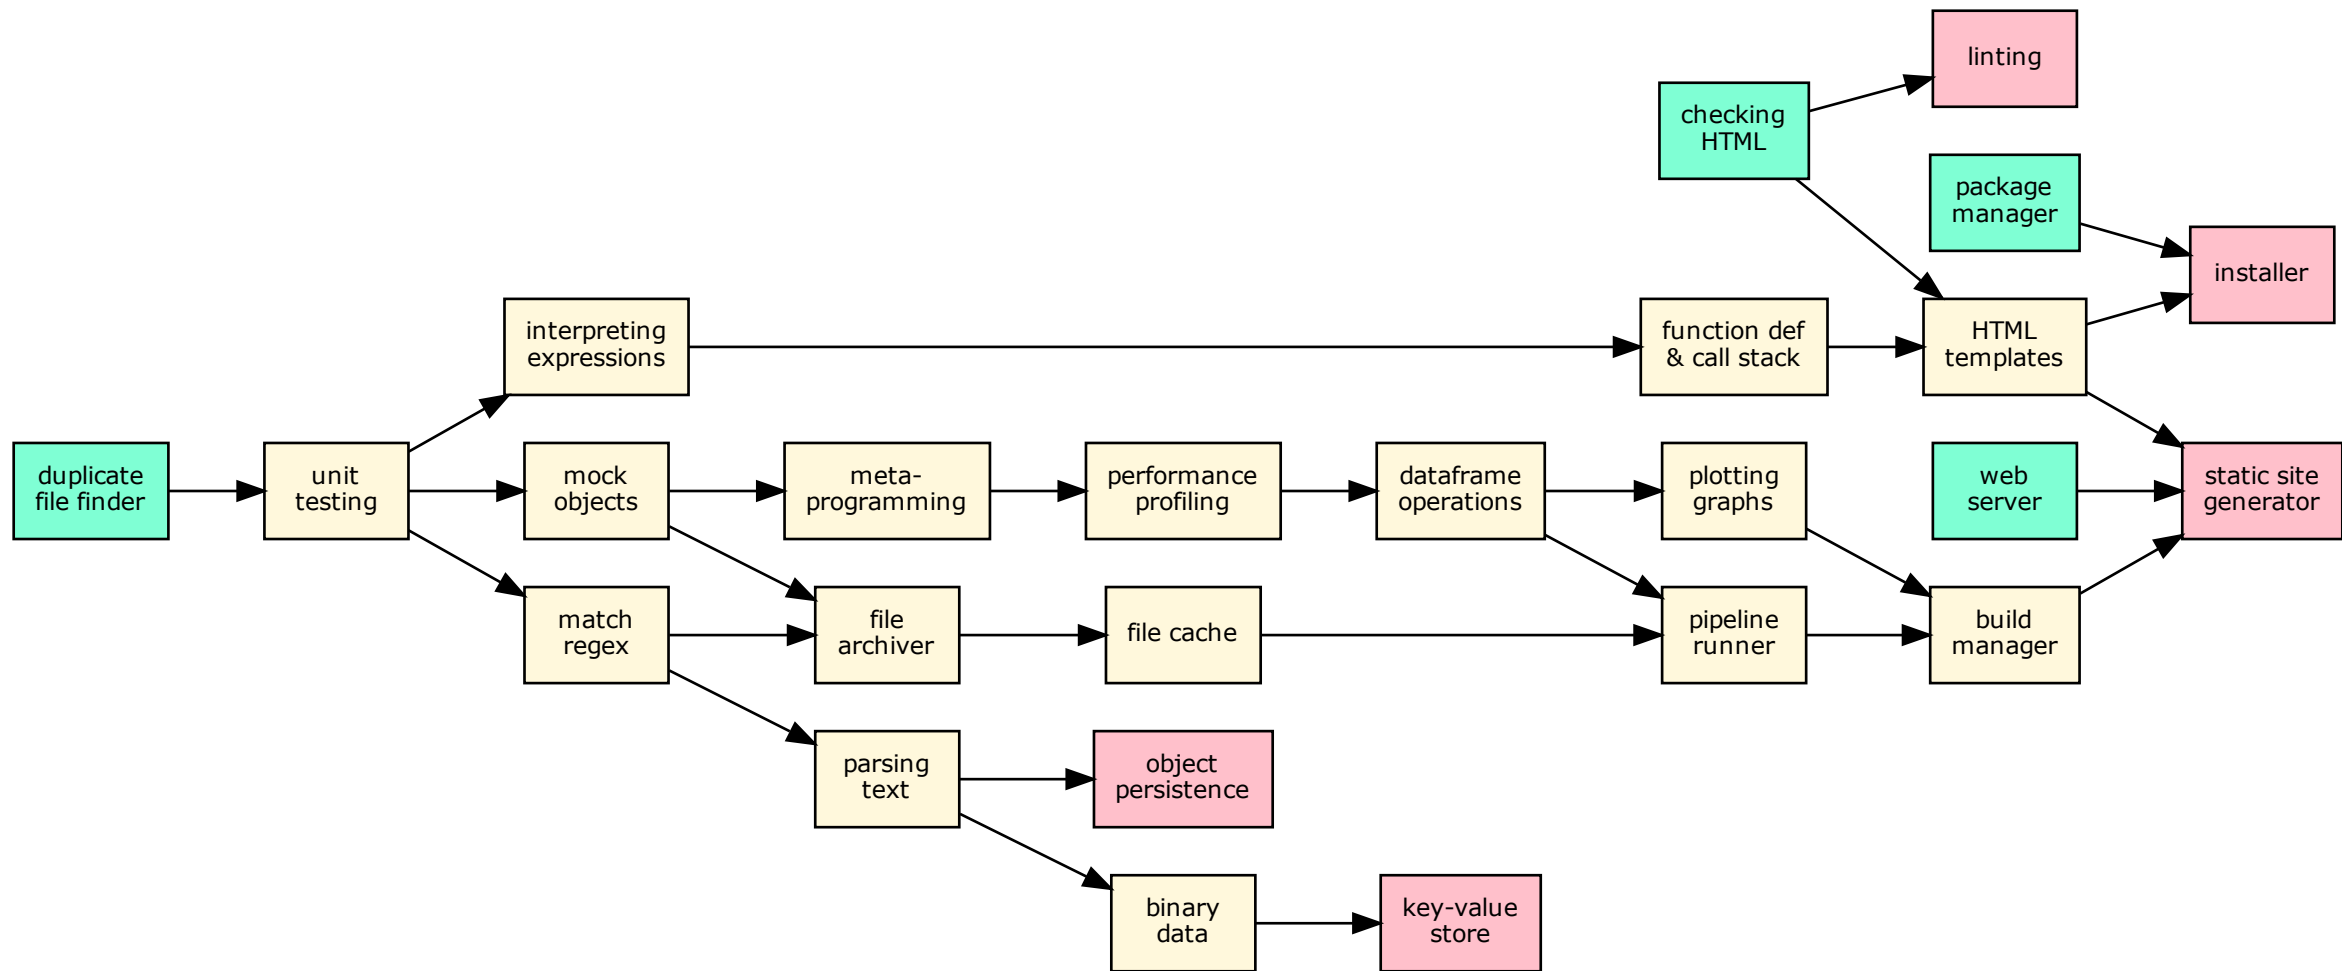 linting
checking
HTML
package
manager
installer
interpreting
expressions
function def
& call stack
HTML
templates
duplicate
file finder
unit
testing
mock
objects
meta-
programming
performance
profiling
dataframe
operations
plotting
graphs
web
server
static site
generator
match
regex
file
archiver
file cache
pipeline
runner
build
manager
parsing
text
object
persistence
binary
data
key-value
store